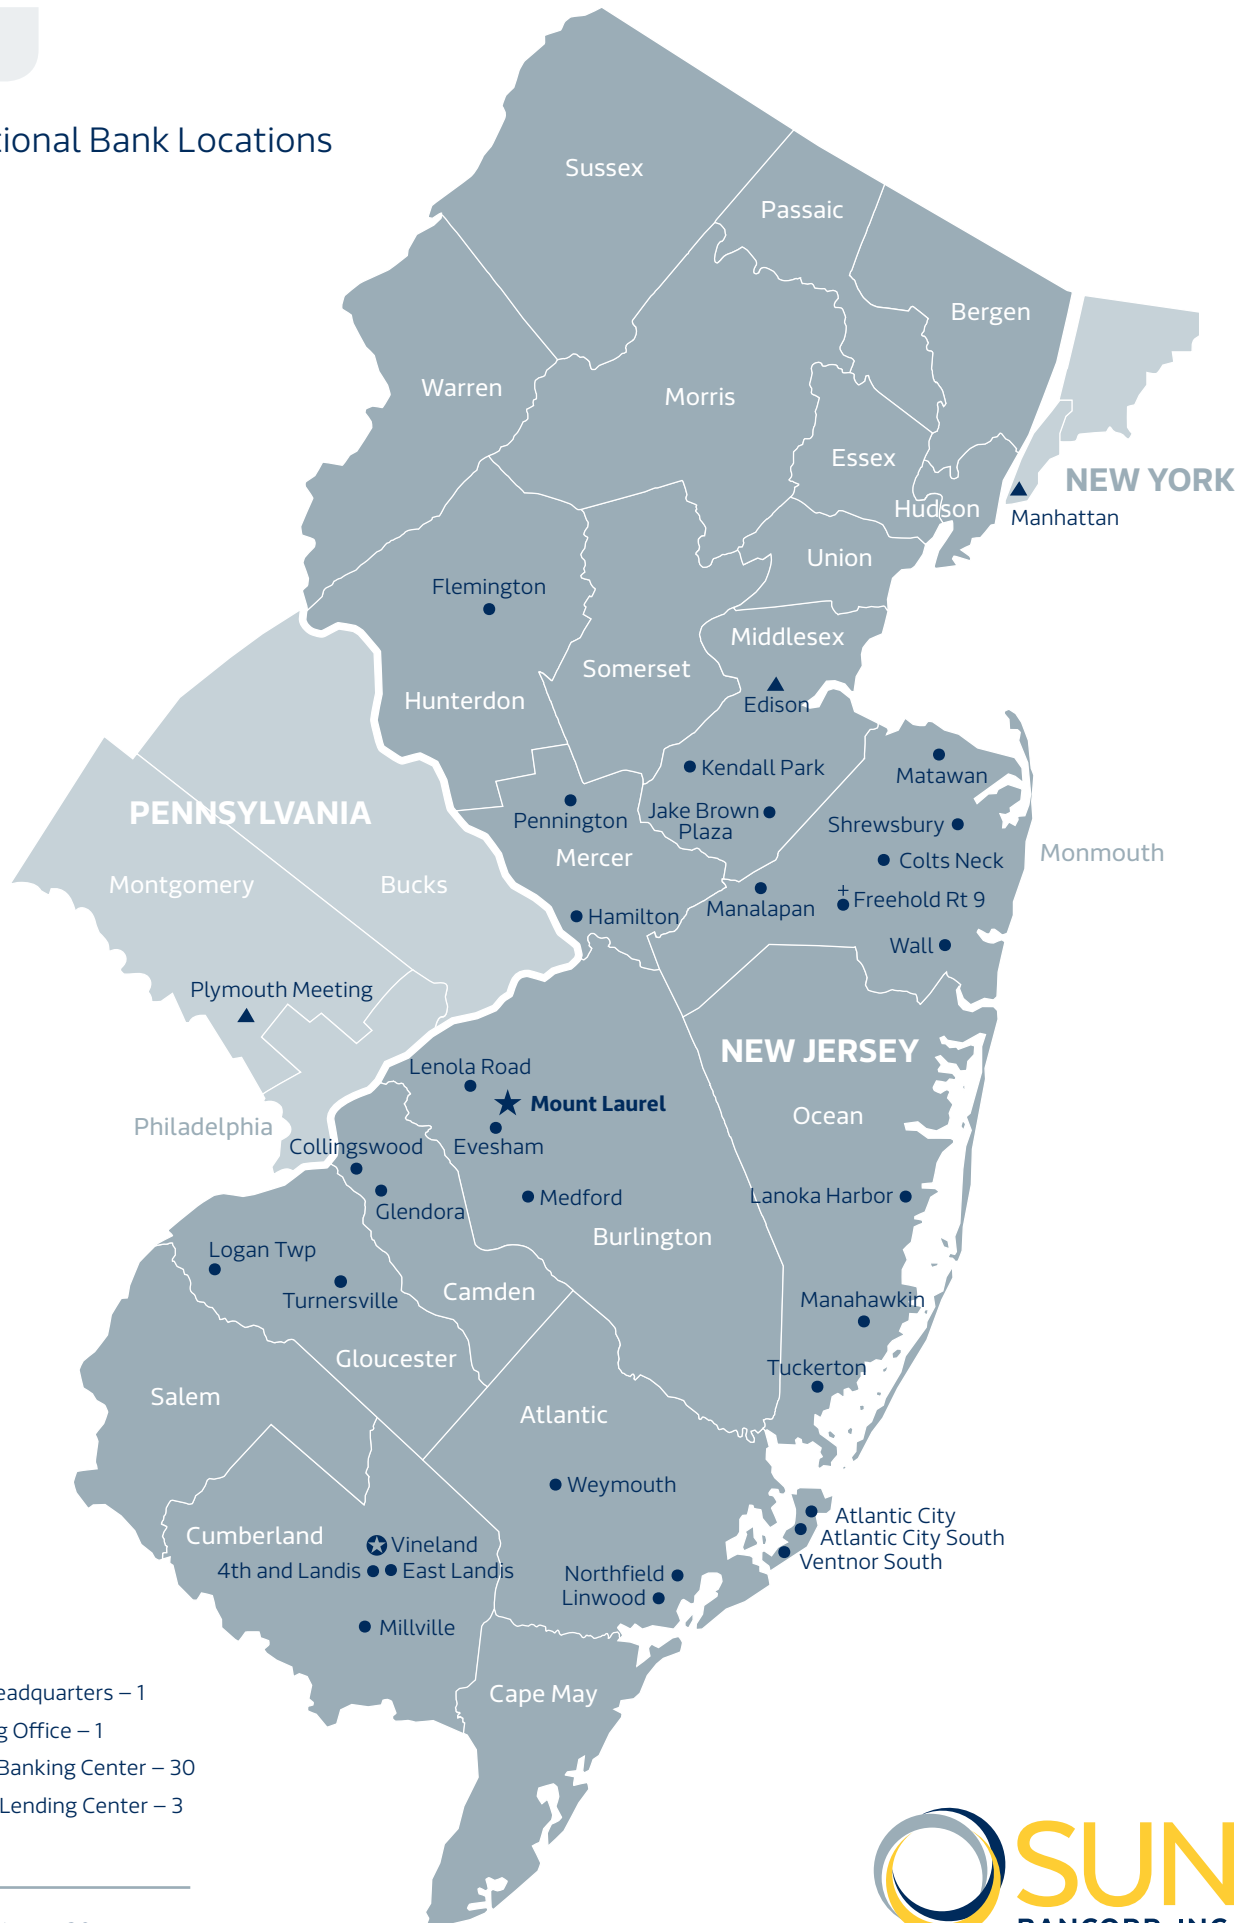 tional Bank Locations
Sussex
Passaic
Bergen
Warren
Morris
Essex
NEW YORK
Hudson
Manhattan
Union
Flemington
Middlesex
Somerset
Hunterdon
Edison
Kendall Park
Matawan
PENNSYLVANIA
Pennington
Jake Brown
Plaza
Shrewsbury
Mercer
Colts Neck
Monmouth
Montgomery
Bucks
+
Freehold Rt 9
Manalapan
Hamilton
Wall
Plymouth Meeting
NEW JERSEY
Lenola Road
Mount Laurel
Ocean
Philadelphia
Collingswood
Evesham
Medford
Lanoka Harbor
Glendora
Burlington
Logan Twp
Camden
Turnersville
Manahawkin
Gloucester
Tuckerton
Salem
Atlantic
Weymouth
Atlantic City
Cumberland
Vineland
Atlantic City South
Ventnor South
4th and Landis
East Landis
Northfield
Linwood
Millville
Cape May
eadquarters – 1
g Office – 1
Banking Center – 30
Lending Center – 3
SUN
BANCORP, INC